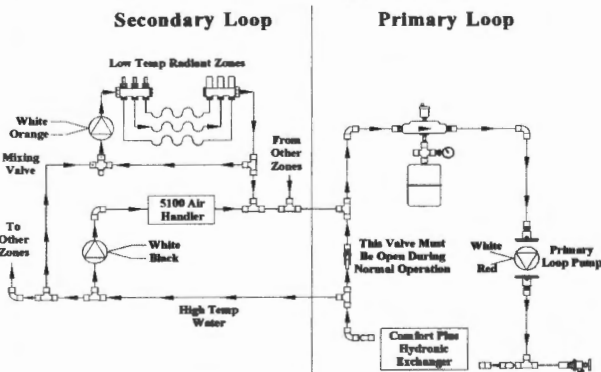 Secondary Loop
Primary Loop
Low Temp Radiant Zones
White
Orange
Mixing
Valve
From
Other
Zones
To
Other
Zones
5100 Air
Handler
White
Black
This Valve Must
Be Open During
Normal Operation
White
Red
Primary
Loop Pump
High Temp
Water
Comfort Plus
Hydronic
Exchanger